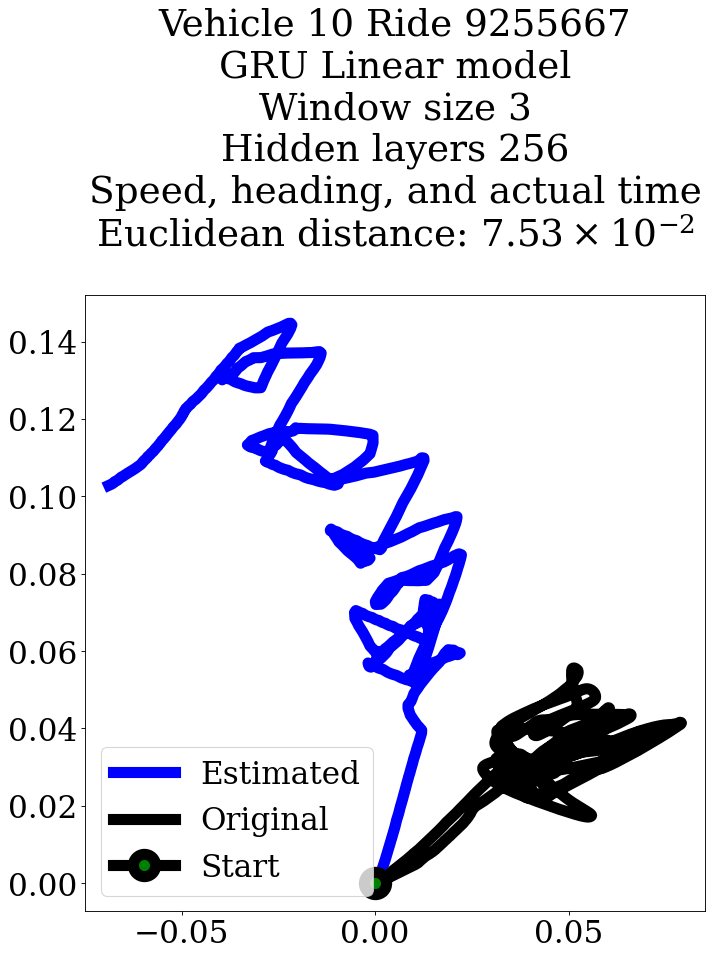 Vehicle 10 Ride 9255667
GRU Linear model
Window size 3
Hidden layers 256
Speed, heading, and actual time
Euclidean distance: 7.53 × 10⁻²
0.14
0.12
0.10
0.08
0.06
0.04
0.02
0.00
Estimated
Original
Start
−0.05 0.00 0.05